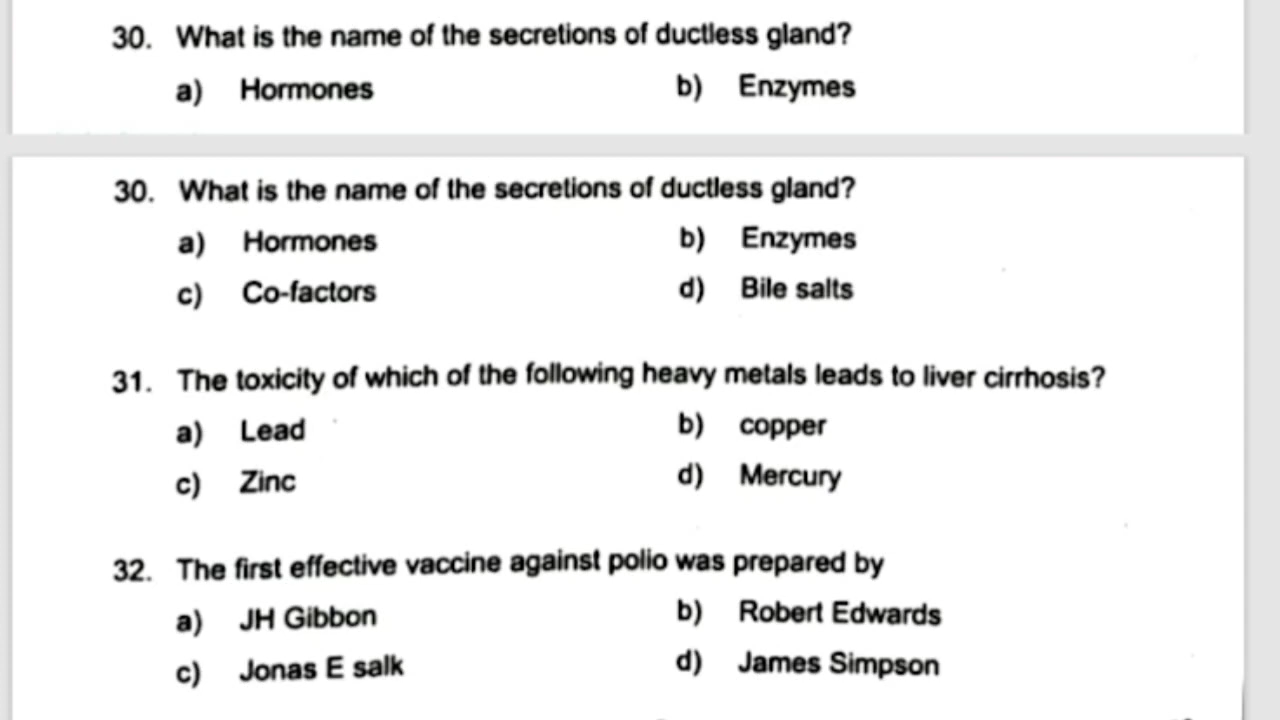 30. What is the name of the secretions of ductless gland?
a) Hormones b) Enzymes
30. What is the name of the secretions of ductless gland?
a) Hormones b) Enzymes
c) Co-factors d) Bile salts
31. The toxicity of which of the following heavy metals leads to liver cirrhosis?
a) Lead b) copper
c) Zinc d) Mercury
32. The first effective vaccine against polio was prepared by
a) JH Gibbon b) Robert Edwards
c) Jonas E salk d) James Simpson